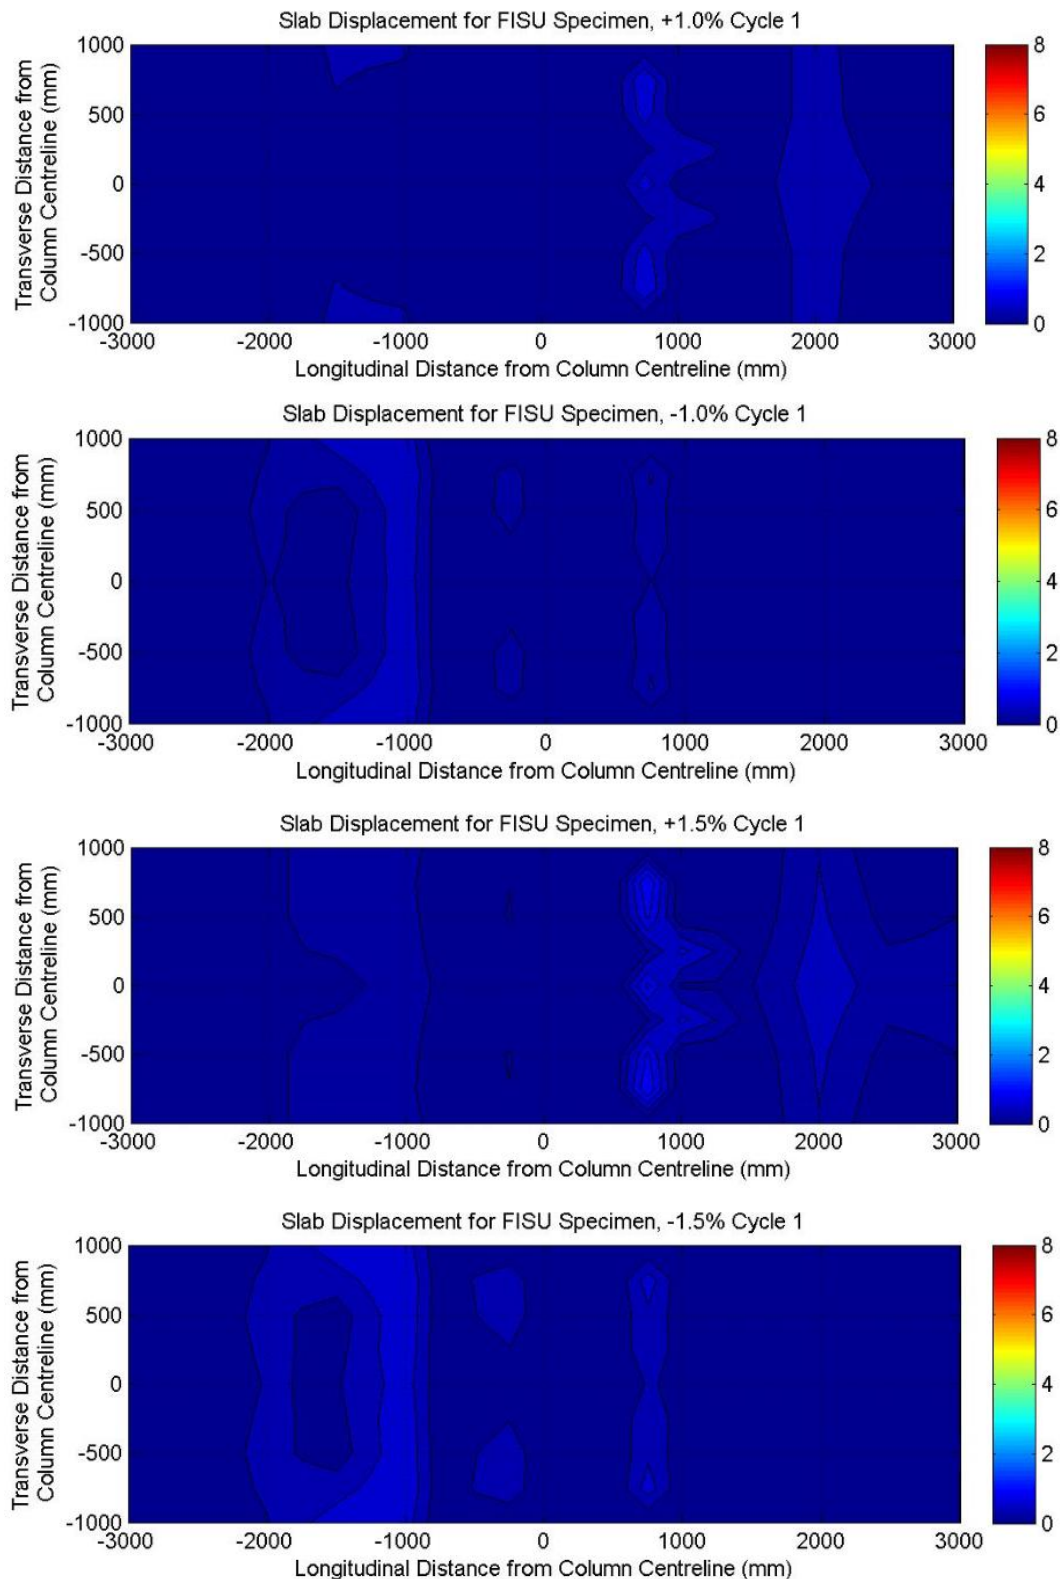 Slab Displacement for FISU Specimen, +1.0% Cycle 1
Transverse Distance from
Column Centreline (mm)
1000
500
0
-500
-1000
-3000 -2000 -1000 0 1000 2000 3000
Longitudinal Distance from Column Centreline (mm)
8
6
4
2
0
Slab Displacement for FISU Specimen, -1.0% Cycle 1
Transverse Distance from
Column Centreline (mm)
1000
500
0
-500
-1000
-3000 -2000 -1000 0 1000 2000 3000
Longitudinal Distance from Column Centreline (mm)
8
6
4
2
0
Slab Displacement for FISU Specimen, +1.5% Cycle 1
Transverse Distance from
Column Centreline (mm)
1000
500
0
-500
-1000
-3000 -2000 -1000 0 1000 2000 3000
Longitudinal Distance from Column Centreline (mm)
8
6
4
2
0
Slab Displacement for FISU Specimen, -1.5% Cycle 1
Transverse Distance from
Column Centreline (mm)
1000
500
0
-500
-1000
-3000 -2000 -1000 0 1000 2000 3000
Longitudinal Distance from Column Centreline (mm)
8
6
4
2
0